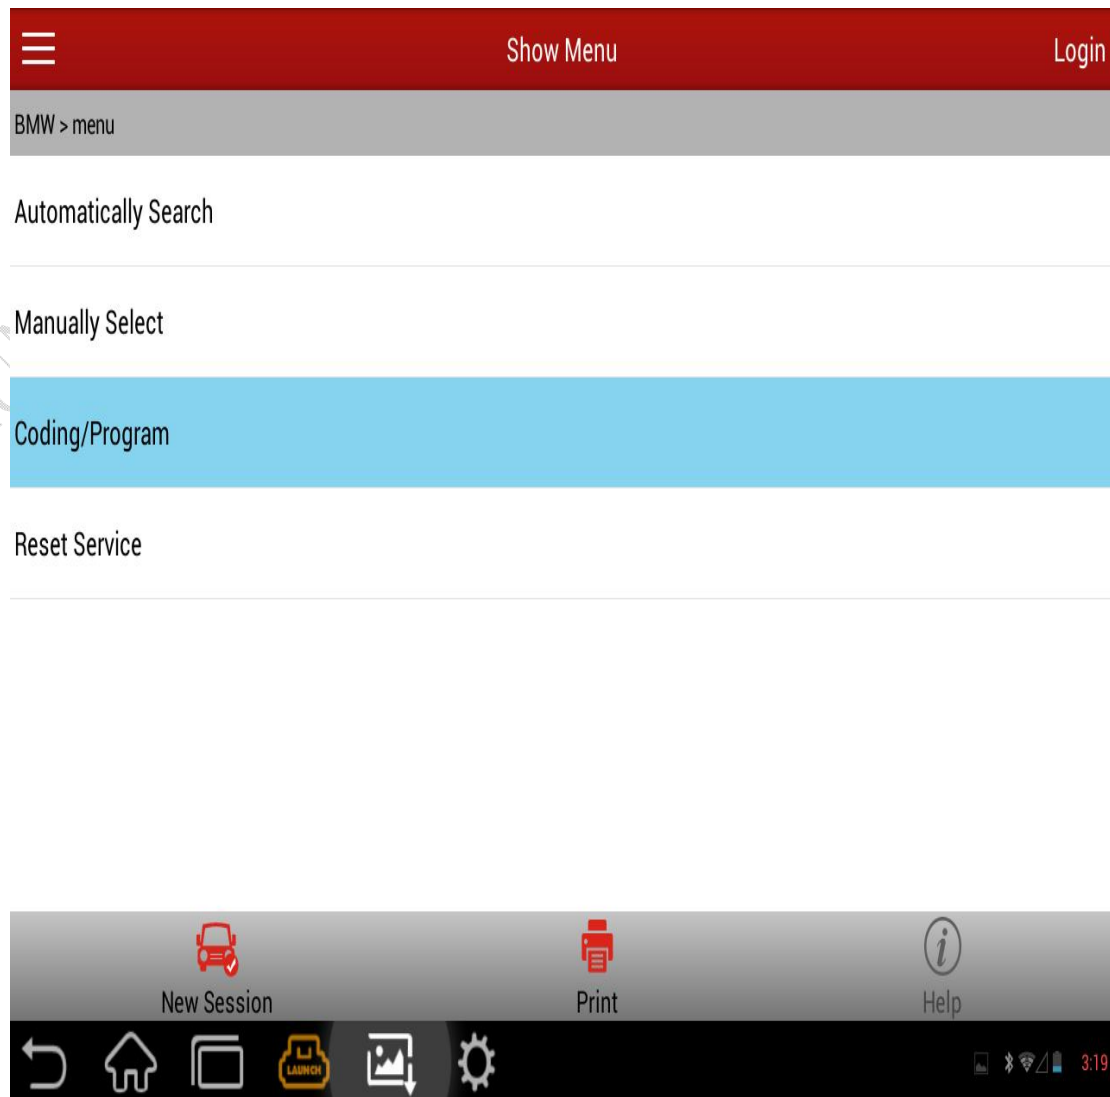 Show Menu
Login
BMW > menu
Automatically Search
Manually Select
Coding/Program
Reset Service
New Session
Print
Help
LAUNCH
3:19